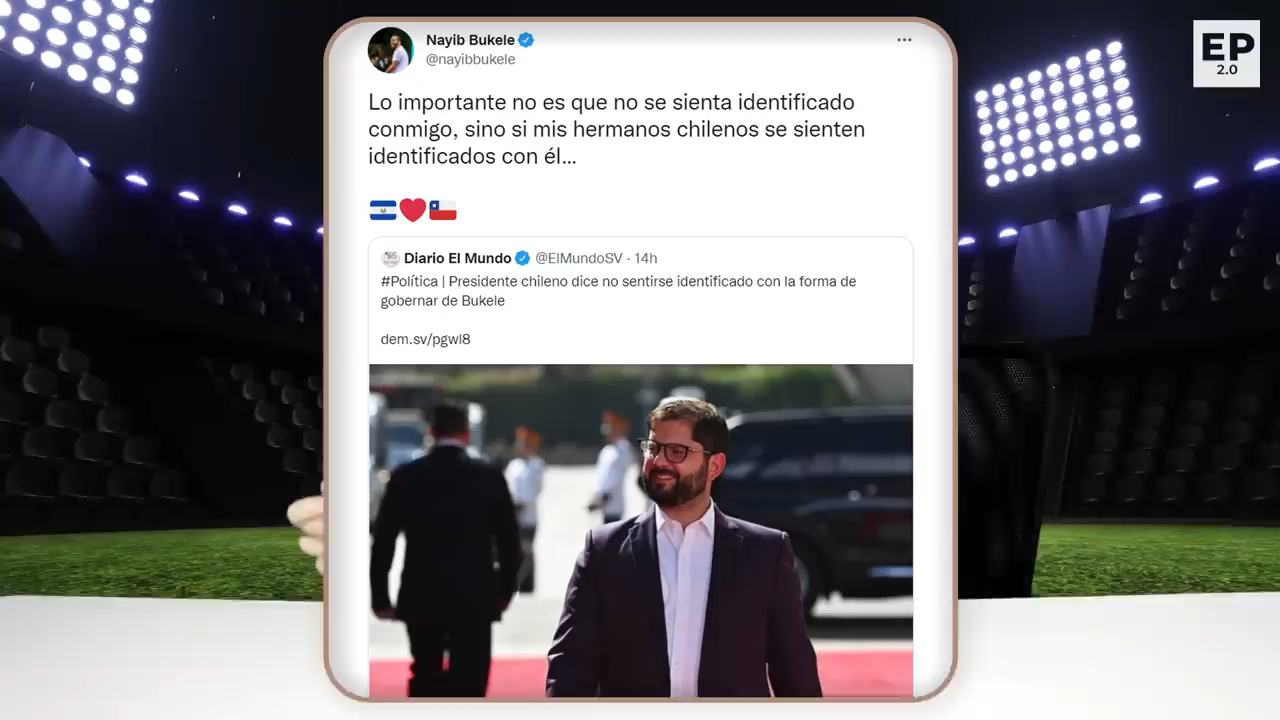 Nayib Bukele
@nayibbukele
Lo importante no es que no se sienta identificado
conmigo, sino si mis hermanos chilenos se sienten
identificados con él...
Diario El Mundo @ElMundoSV · 14h
#Política | Presidente chileno dice no sentirse identificado con la forma de
gobernar de Bukele
dem.sv/pgwl8
EP
2.0